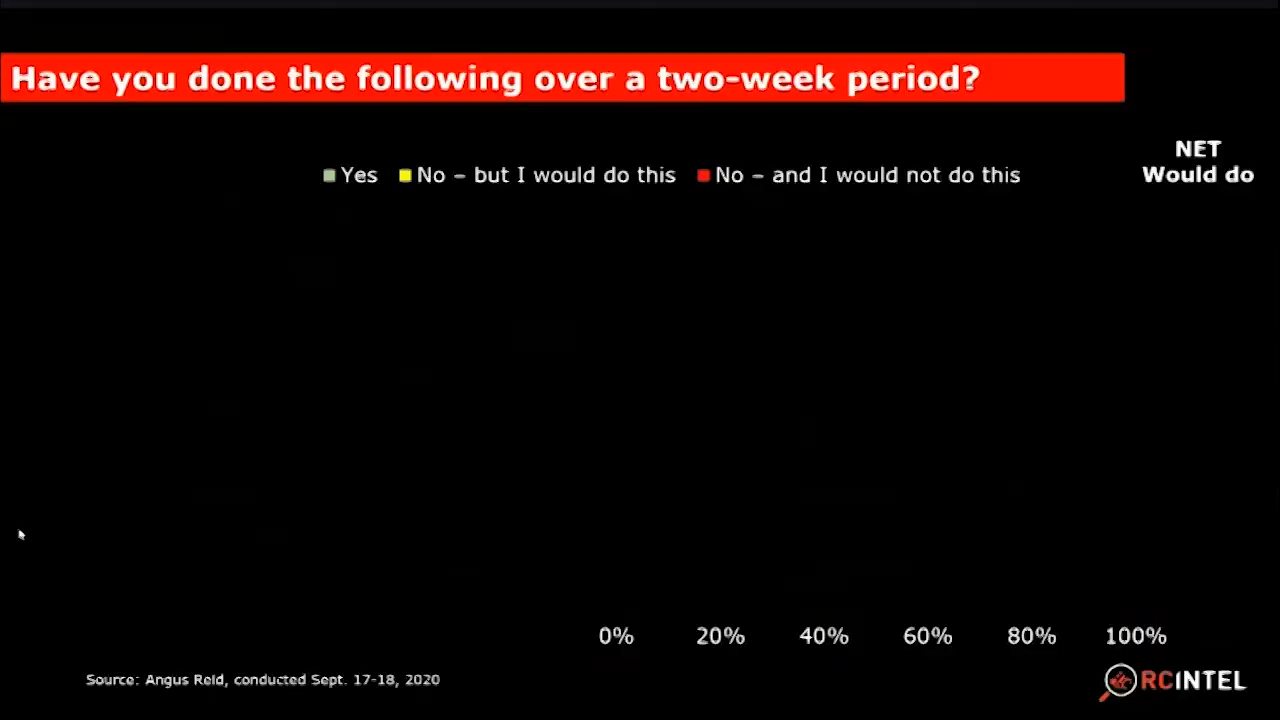 Have you done the following over a two-week period?
NET
Would do
Yes No – but I would do this No – and I would not do this
0% 20% 40% 60% 80% 100%
Source: Angus Reid, conducted Sept. 17-18, 2020
RCINTEL